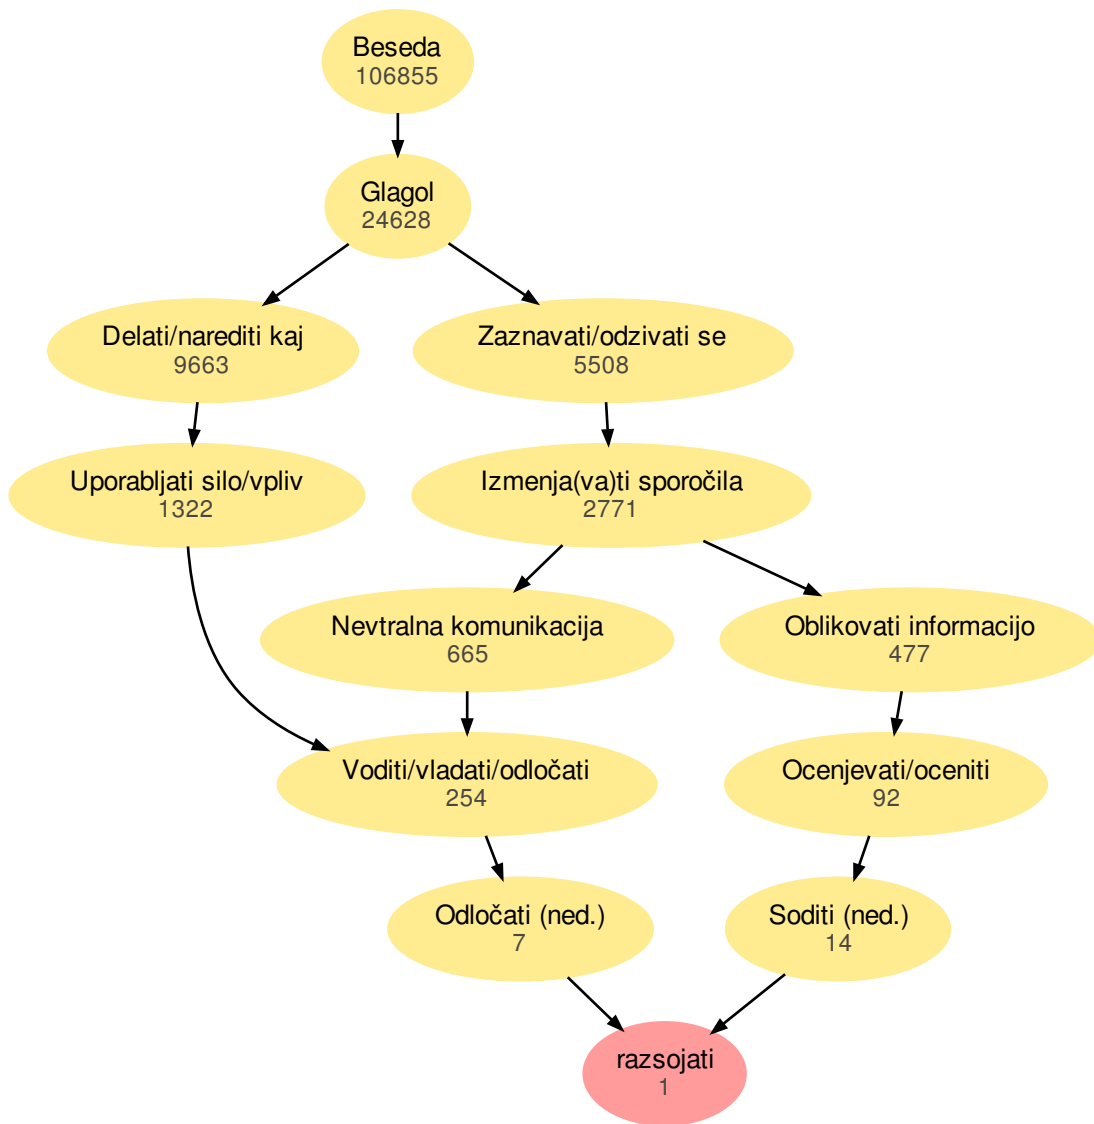 Beseda
106855
Glagol
24628
Delati/narediti kaj
9663
Zaznavati/odzivati se
5508
Uporabljati silo/vpliv
1322
Izmenja(va)ti sporočila
2771
Nevtralna komunikacija
665
Oblikovati informacijo
477
Voditi/vladati/odločati
254
Ocenjevati/oceniti
92
Odločati (ned.)
7
Soditi (ned.)
14
razsojati
1